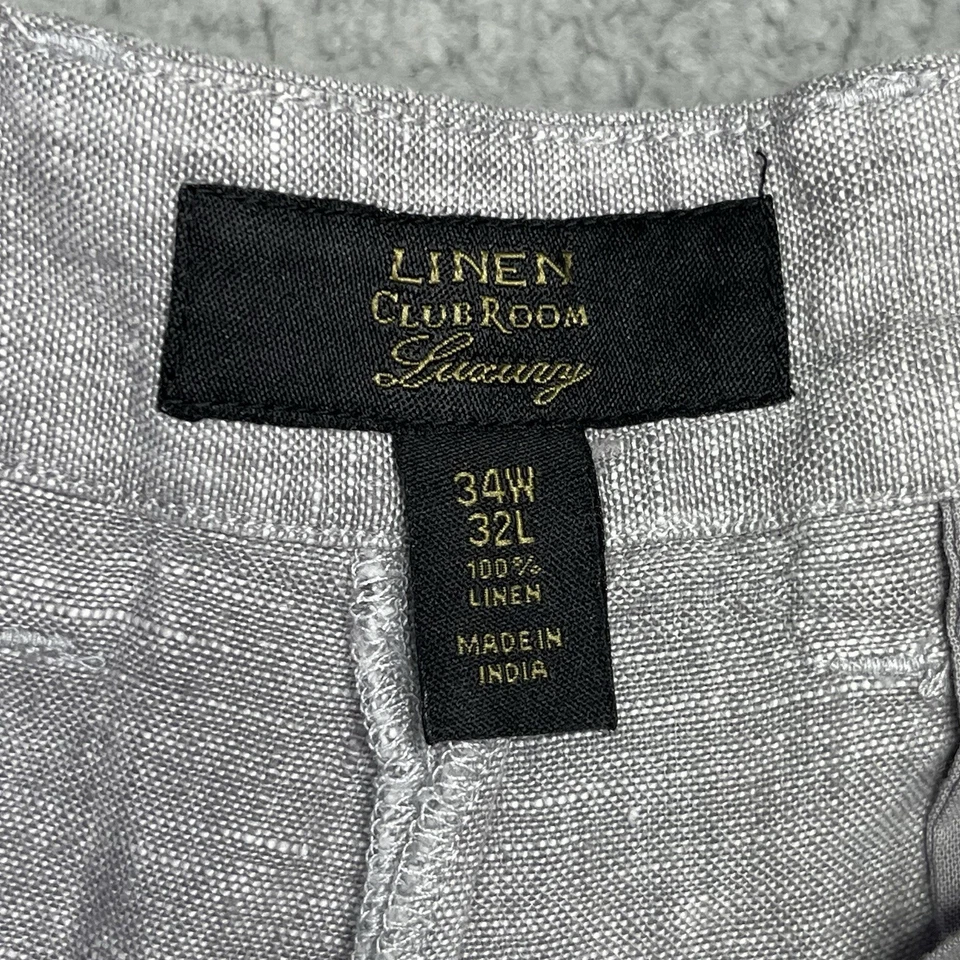 LINEN
CLUB ROOM
Luxury
34W
32L
100%
LINEN
MADE IN
INDIA